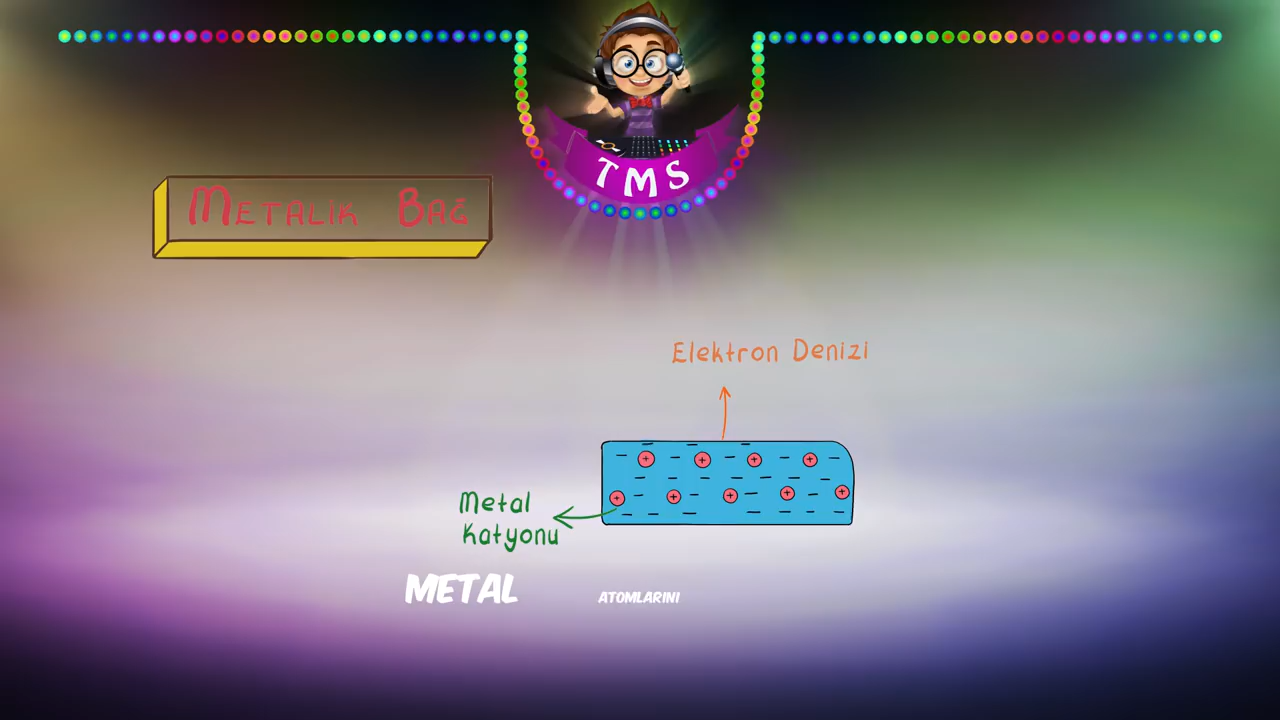 TMS
Metalik Bağ
Elektron Denizi
Metal
Katyonu
METAL ATOMLARINI